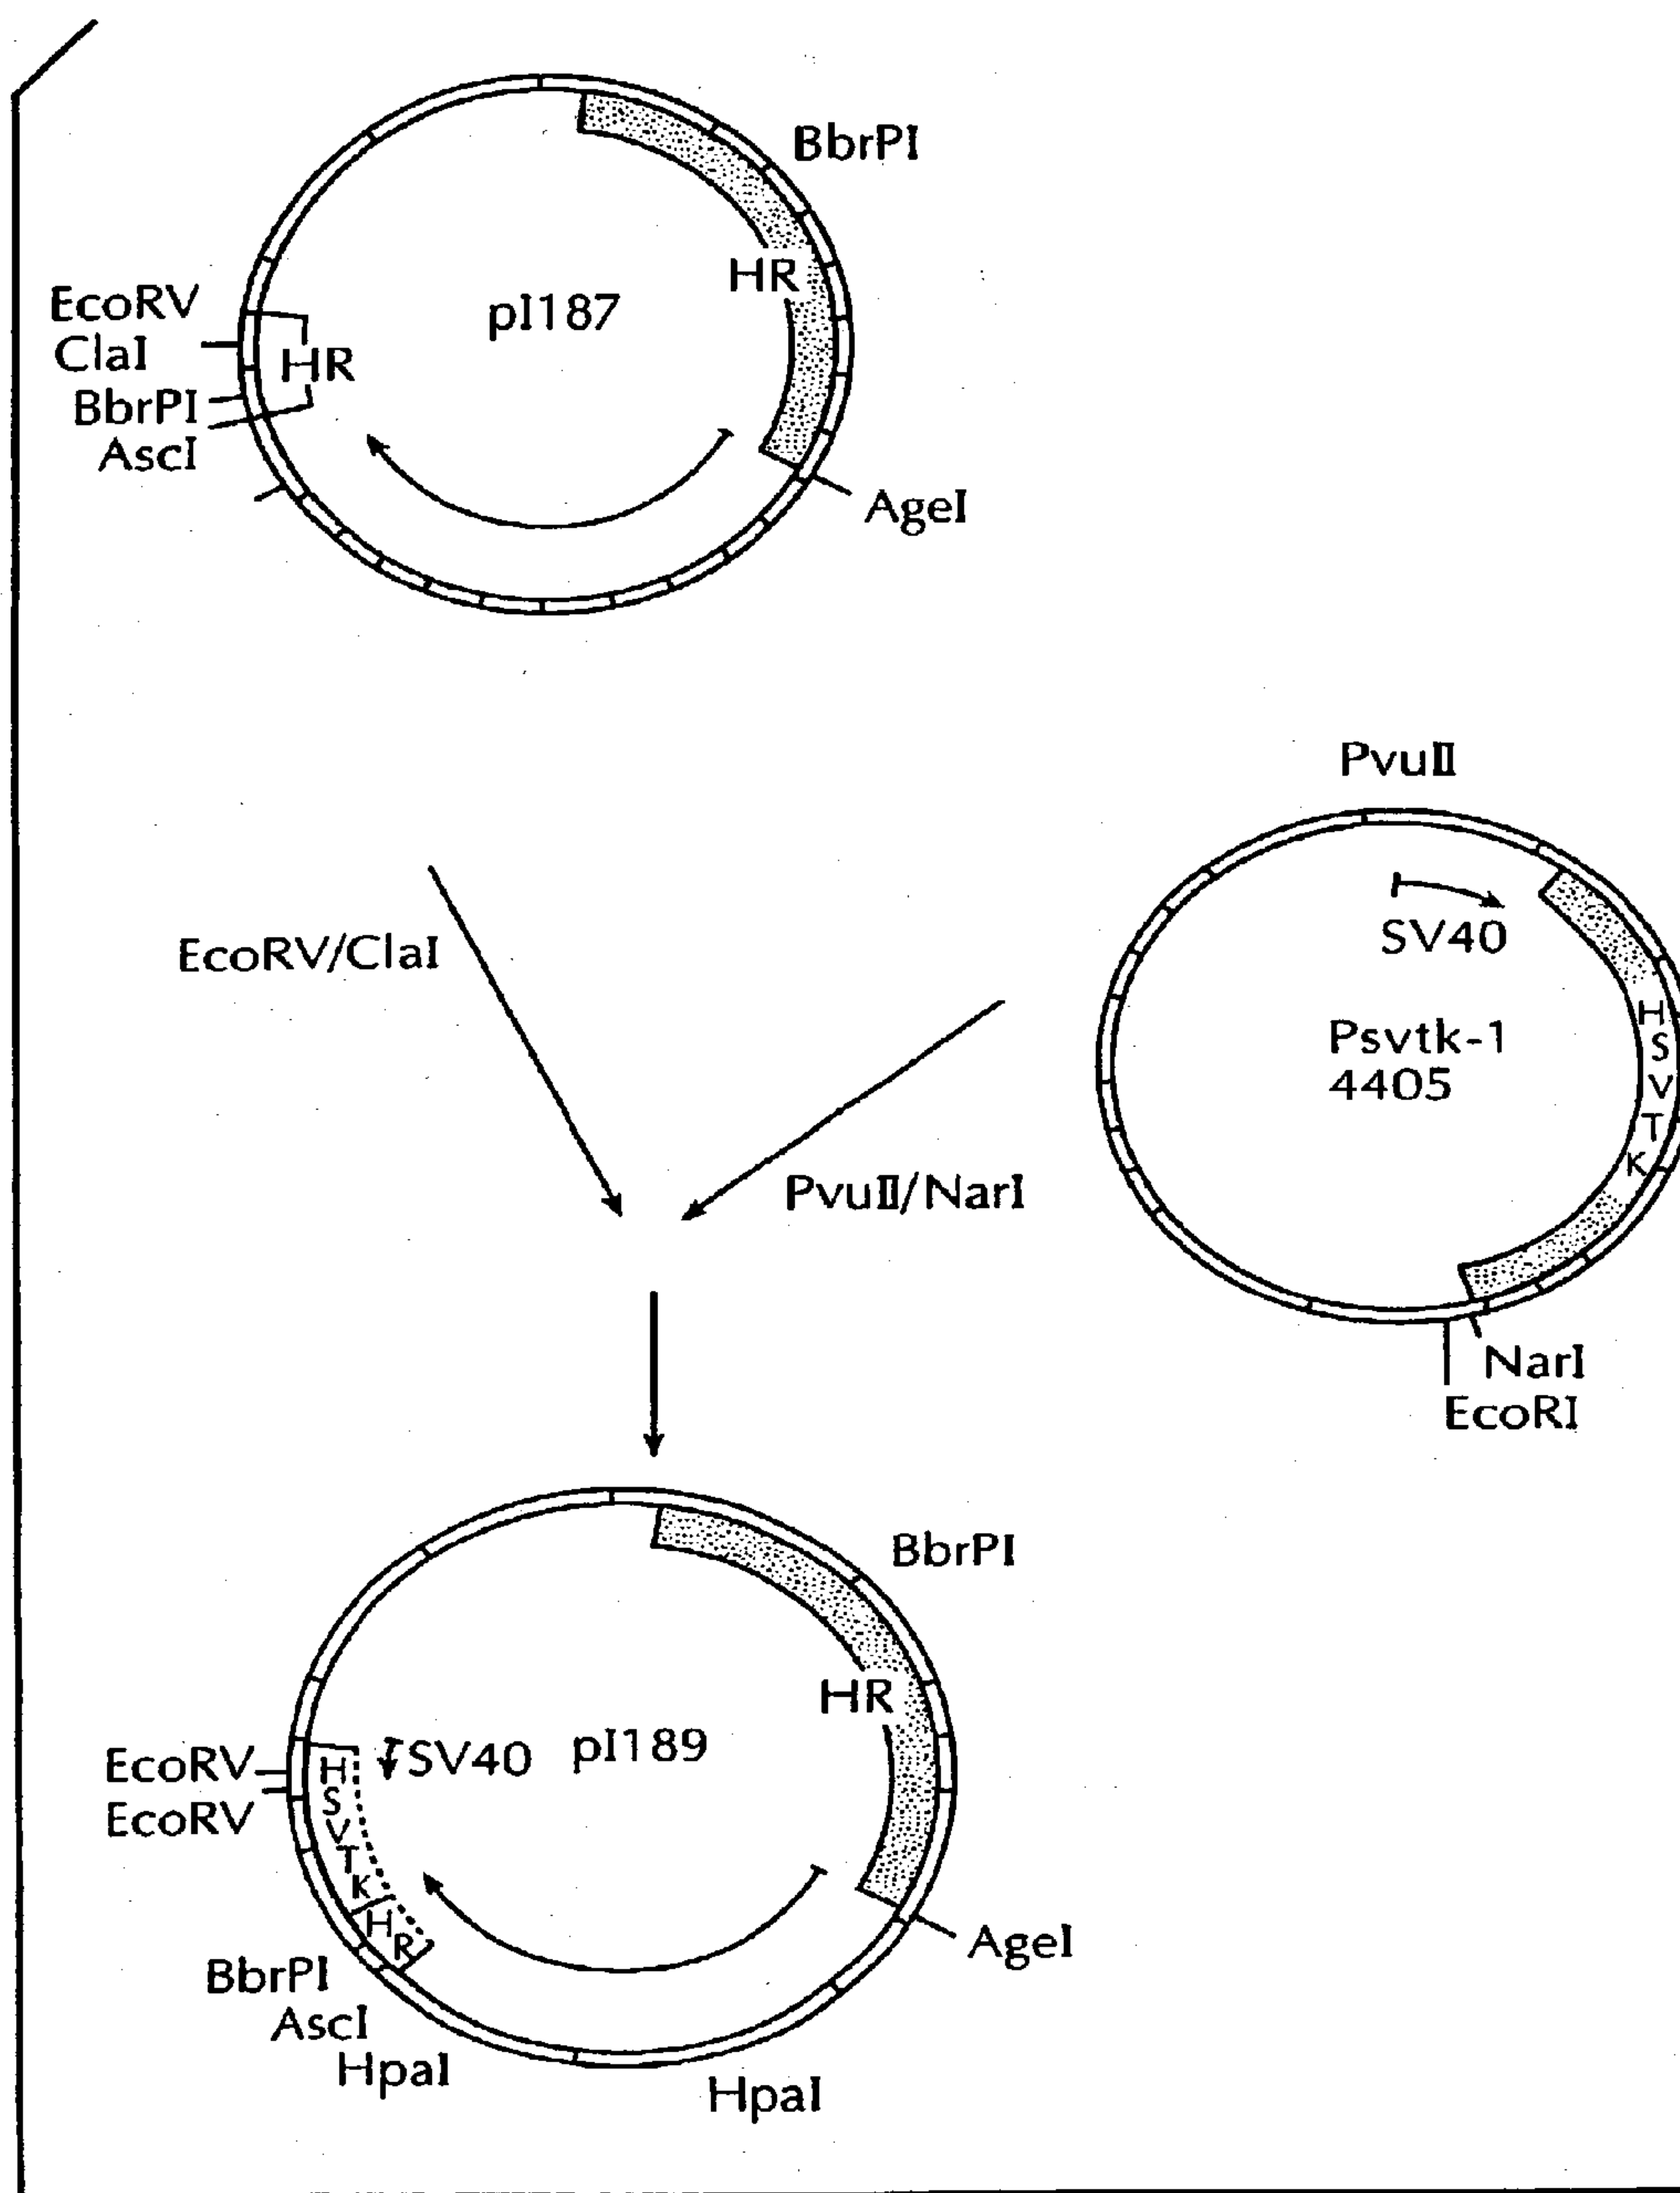 BbrPI
HR
EcoRV
ClaI
pI187
HR
BbrPI
AscI
AgeI
PvuII
EcoRV/ClaI
SV40
HSVTK
Psvtk-1
4405
PvuII/NarI
NarI
EcoRI
BbrPI
HR
EcoRV
EcoRV
HSVTK
SV40
pI189
HR
AgeI
BbrPI
AscI
HpaI
HpaI